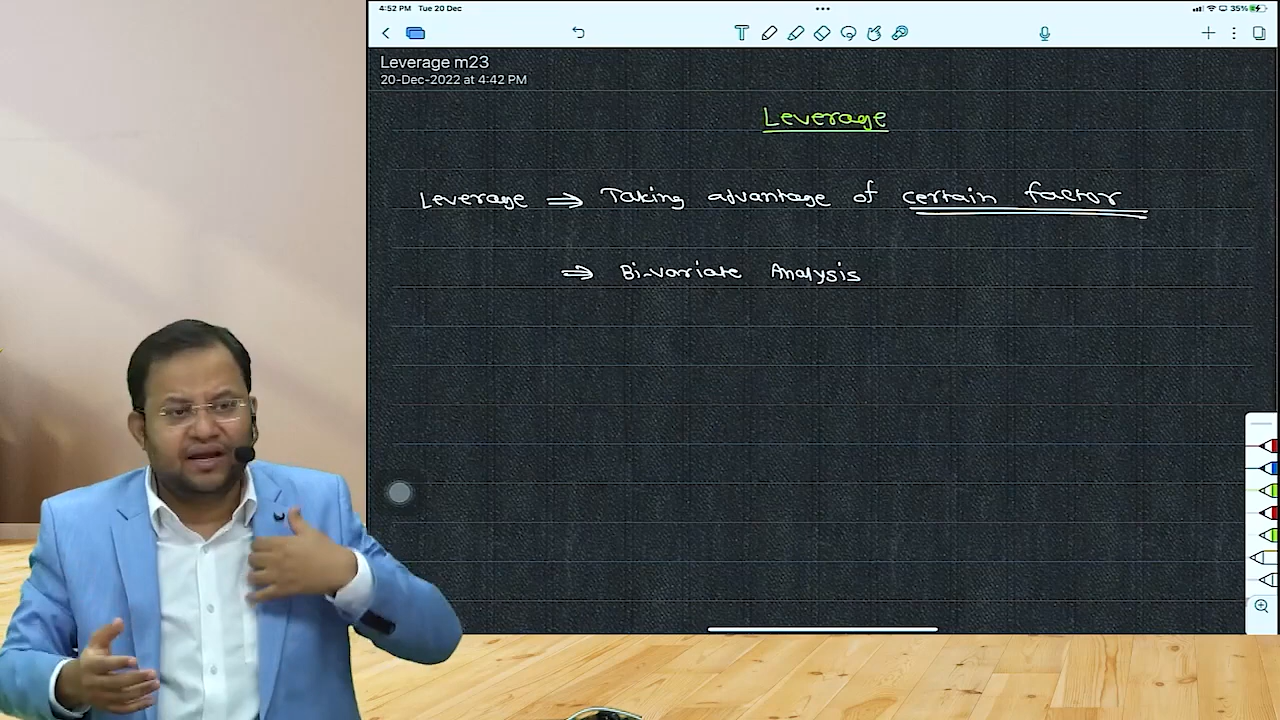 4:52 PM Tue 20 Dec
35%
Leverage m23
20-Dec-2022 at 4:42 PM
Leverage
Leverage ⇒ Taking advantage of certain factor
⇒ Bi-variate Analysis